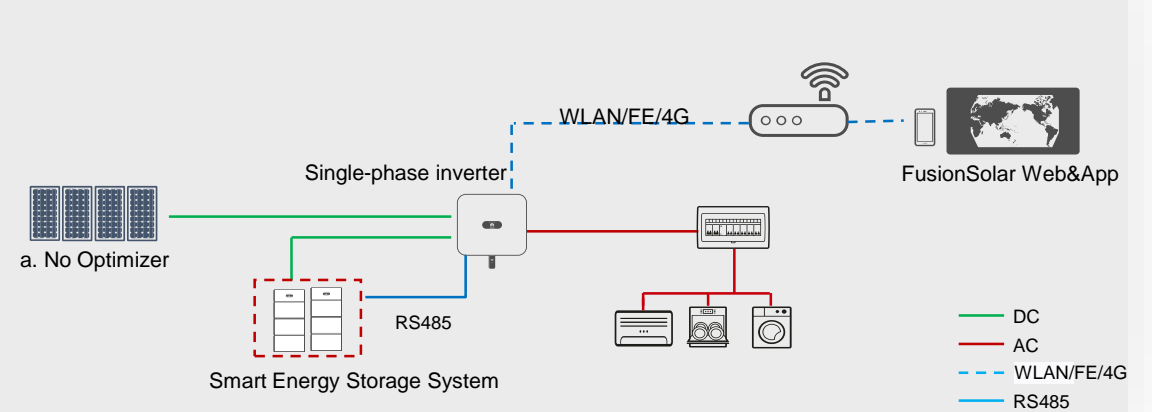 WLAN/FE/4G
Single-phase inverter
FusionSolar Web&App
a. No Optimizer
RS485
Smart Energy Storage System
DC
AC
WLAN/FE/4G
RS485